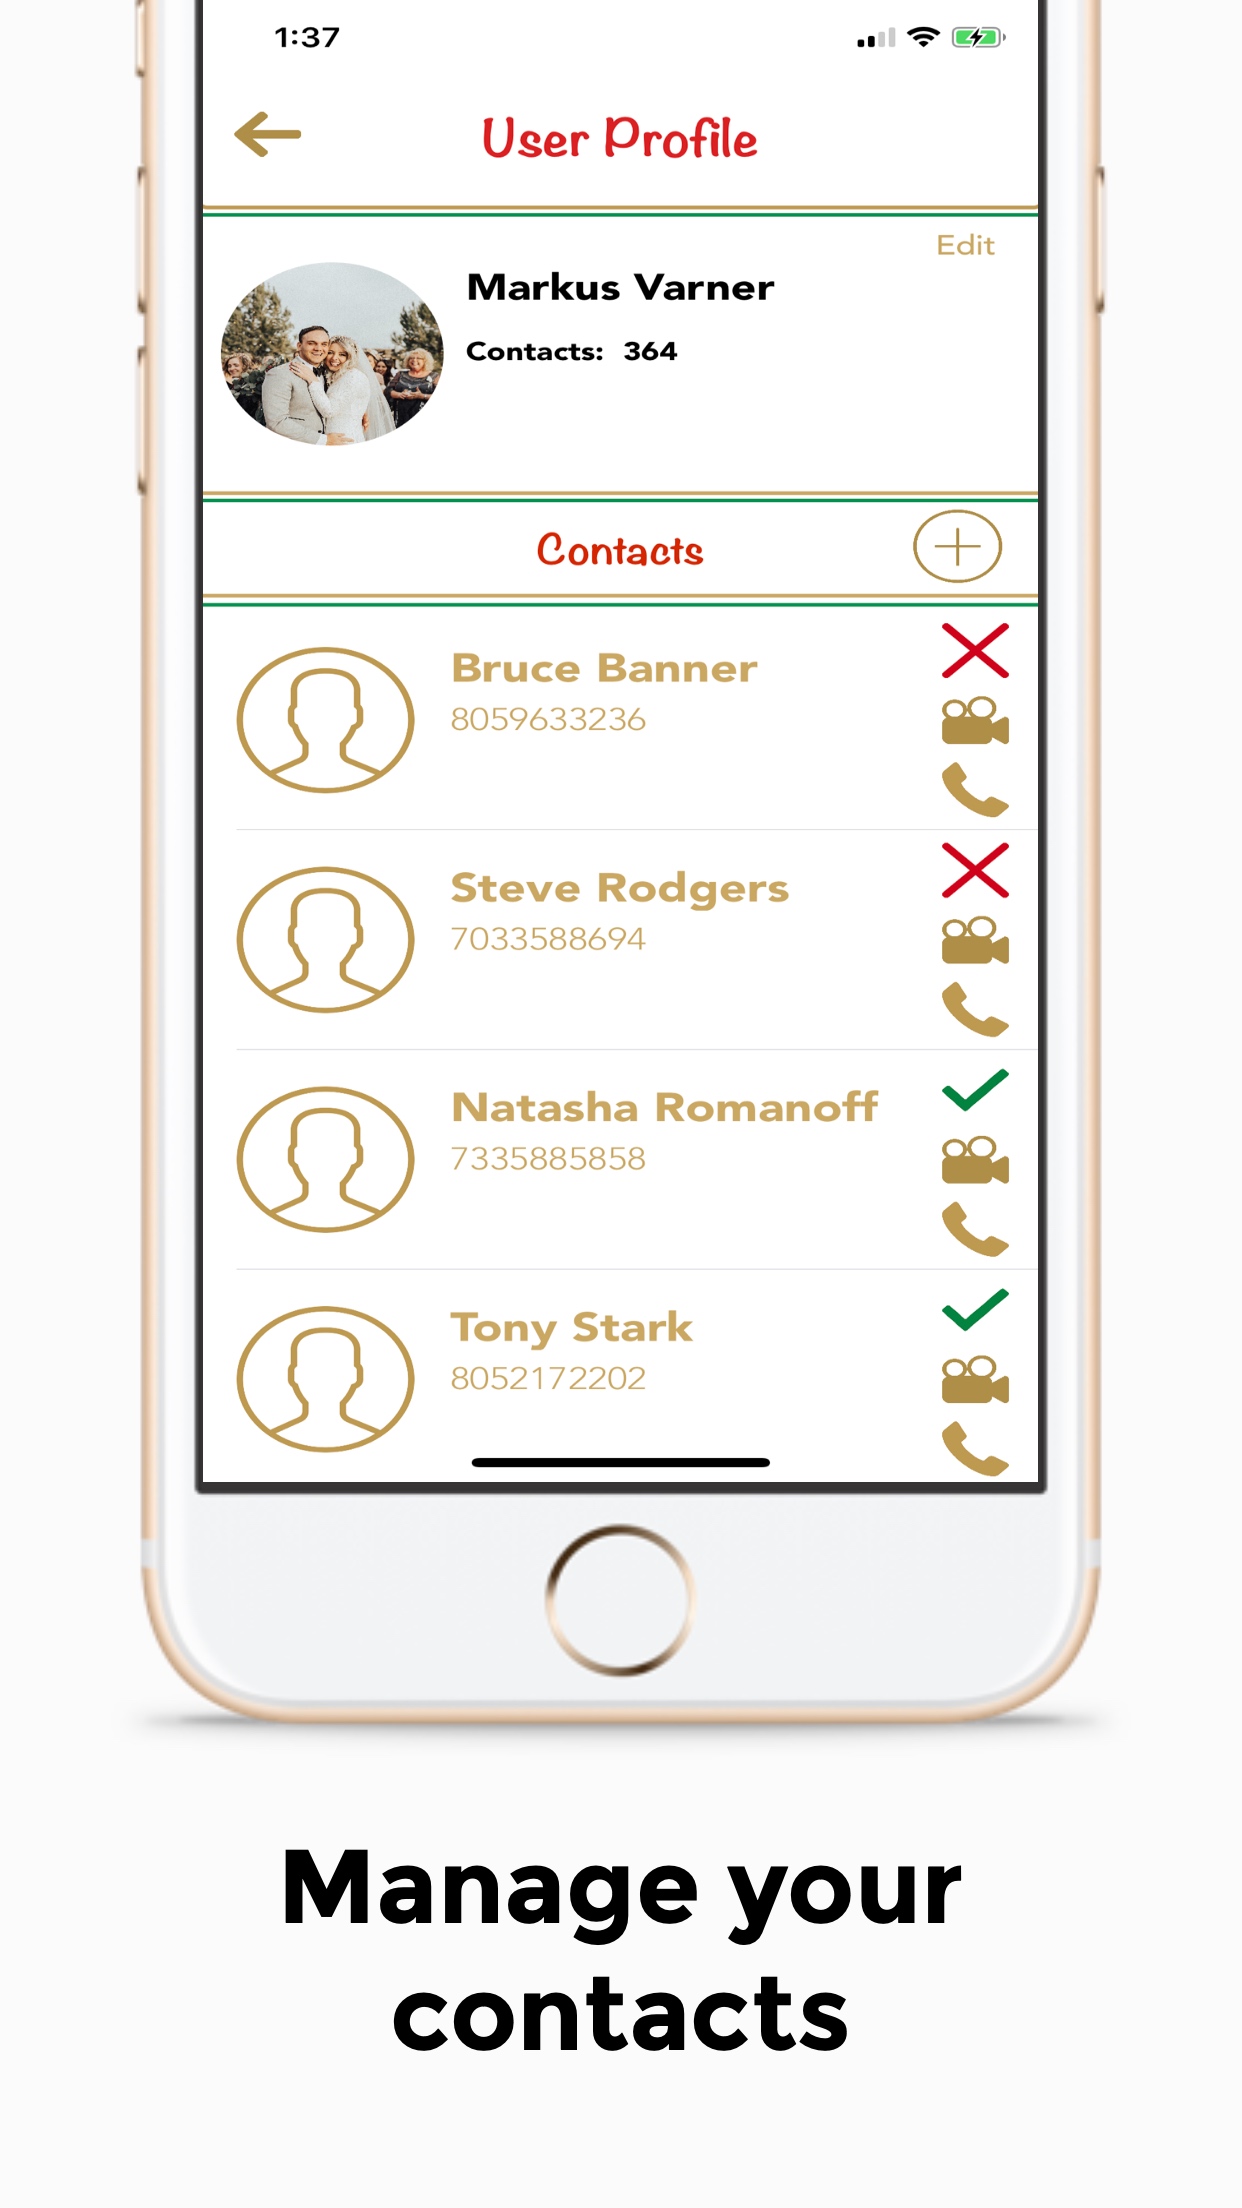 1:37
User Profile
Edit
Markus Varner
Contacts: 364
Contacts
Bruce Banner
8059633236
Steve Rodgers
7033588694
Natasha Romanoff
7335885858
Tony Stark
8052172202
Manage your
contacts